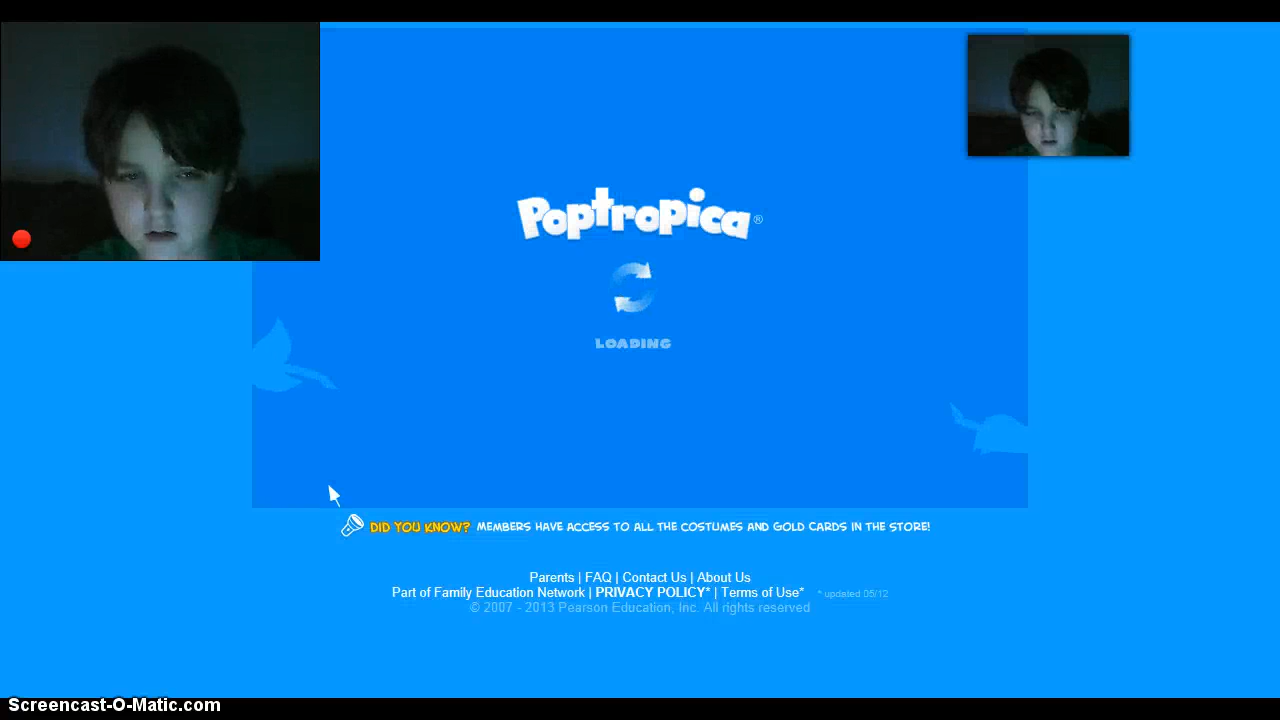 Poptropica®
LOADING
DID YOU KNOW? MEMBERS HAVE ACCESS TO ALL THE COSTUMES AND GOLD CARDS IN THE STORE!
Parents | FAQ | Contact Us | About Us
Part of Family Education Network | PRIVACY POLICY* | Terms of Use* * updated 05/12
© 2007 - 2013 Pearson Education, Inc. All rights reserved
Screencast-O-Matic.com